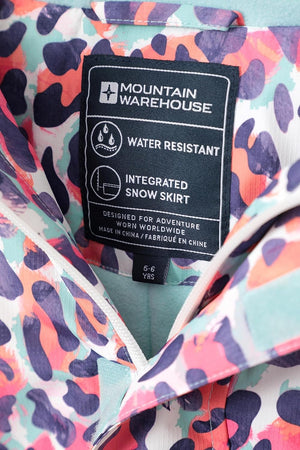 MOUNTAIN
WAREHOUSE
WATER RESISTANT
INTEGRATED
SNOW SKIRT
DESIGNED FOR ADVENTURE
WORN WORLDWIDE
MADE IN CHINA / FABRIQUÉ EN CHINE
5-6
YRS